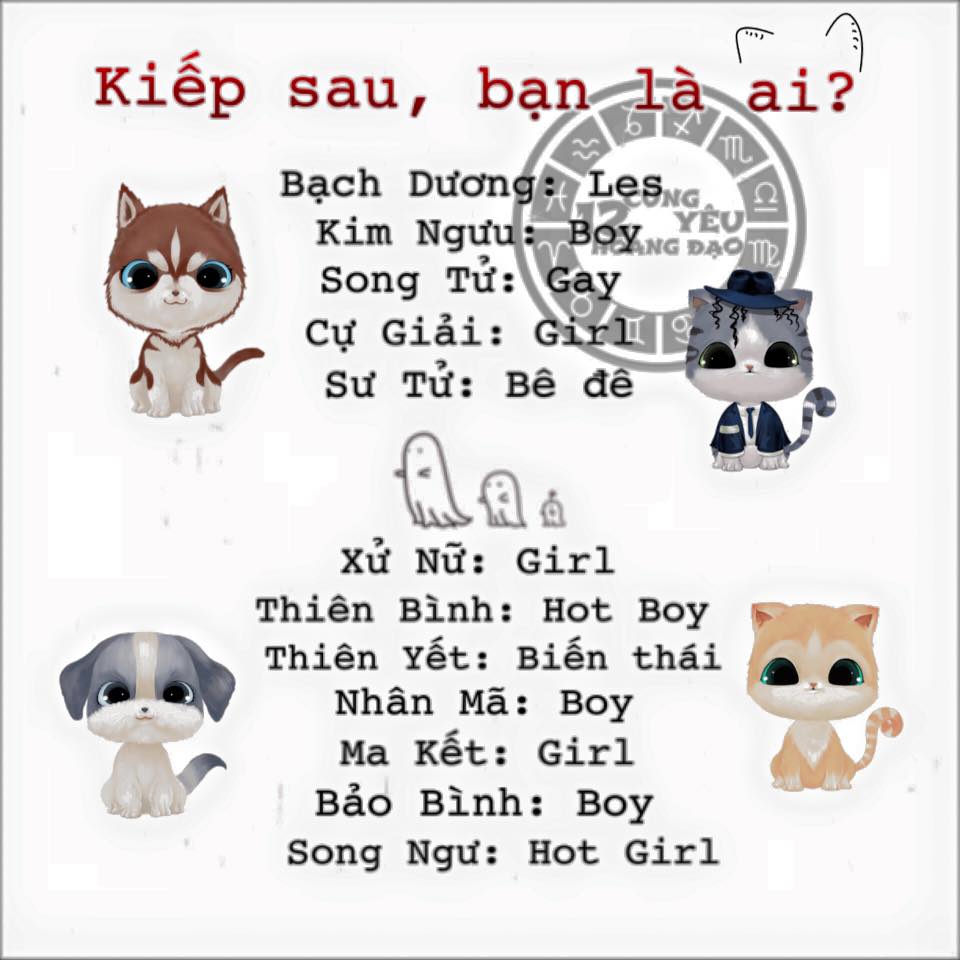 Kiếp sau, bạn là ai?
Bạch Dương: Les
Kim Ngưu: Boy
Song Tử: Gay
Cự Giải: Girl
Sư Tử: Bê đê
12 CUNG YÊU
HOÀNG ĐẠO
Xử Nữ: Girl
Thiên Bình: Hot Boy
Thiên Yết: Biến thái
Nhân Mã: Boy
Ma Kết: Girl
Bảo Bình: Boy
Song Ngư: Hot Girl